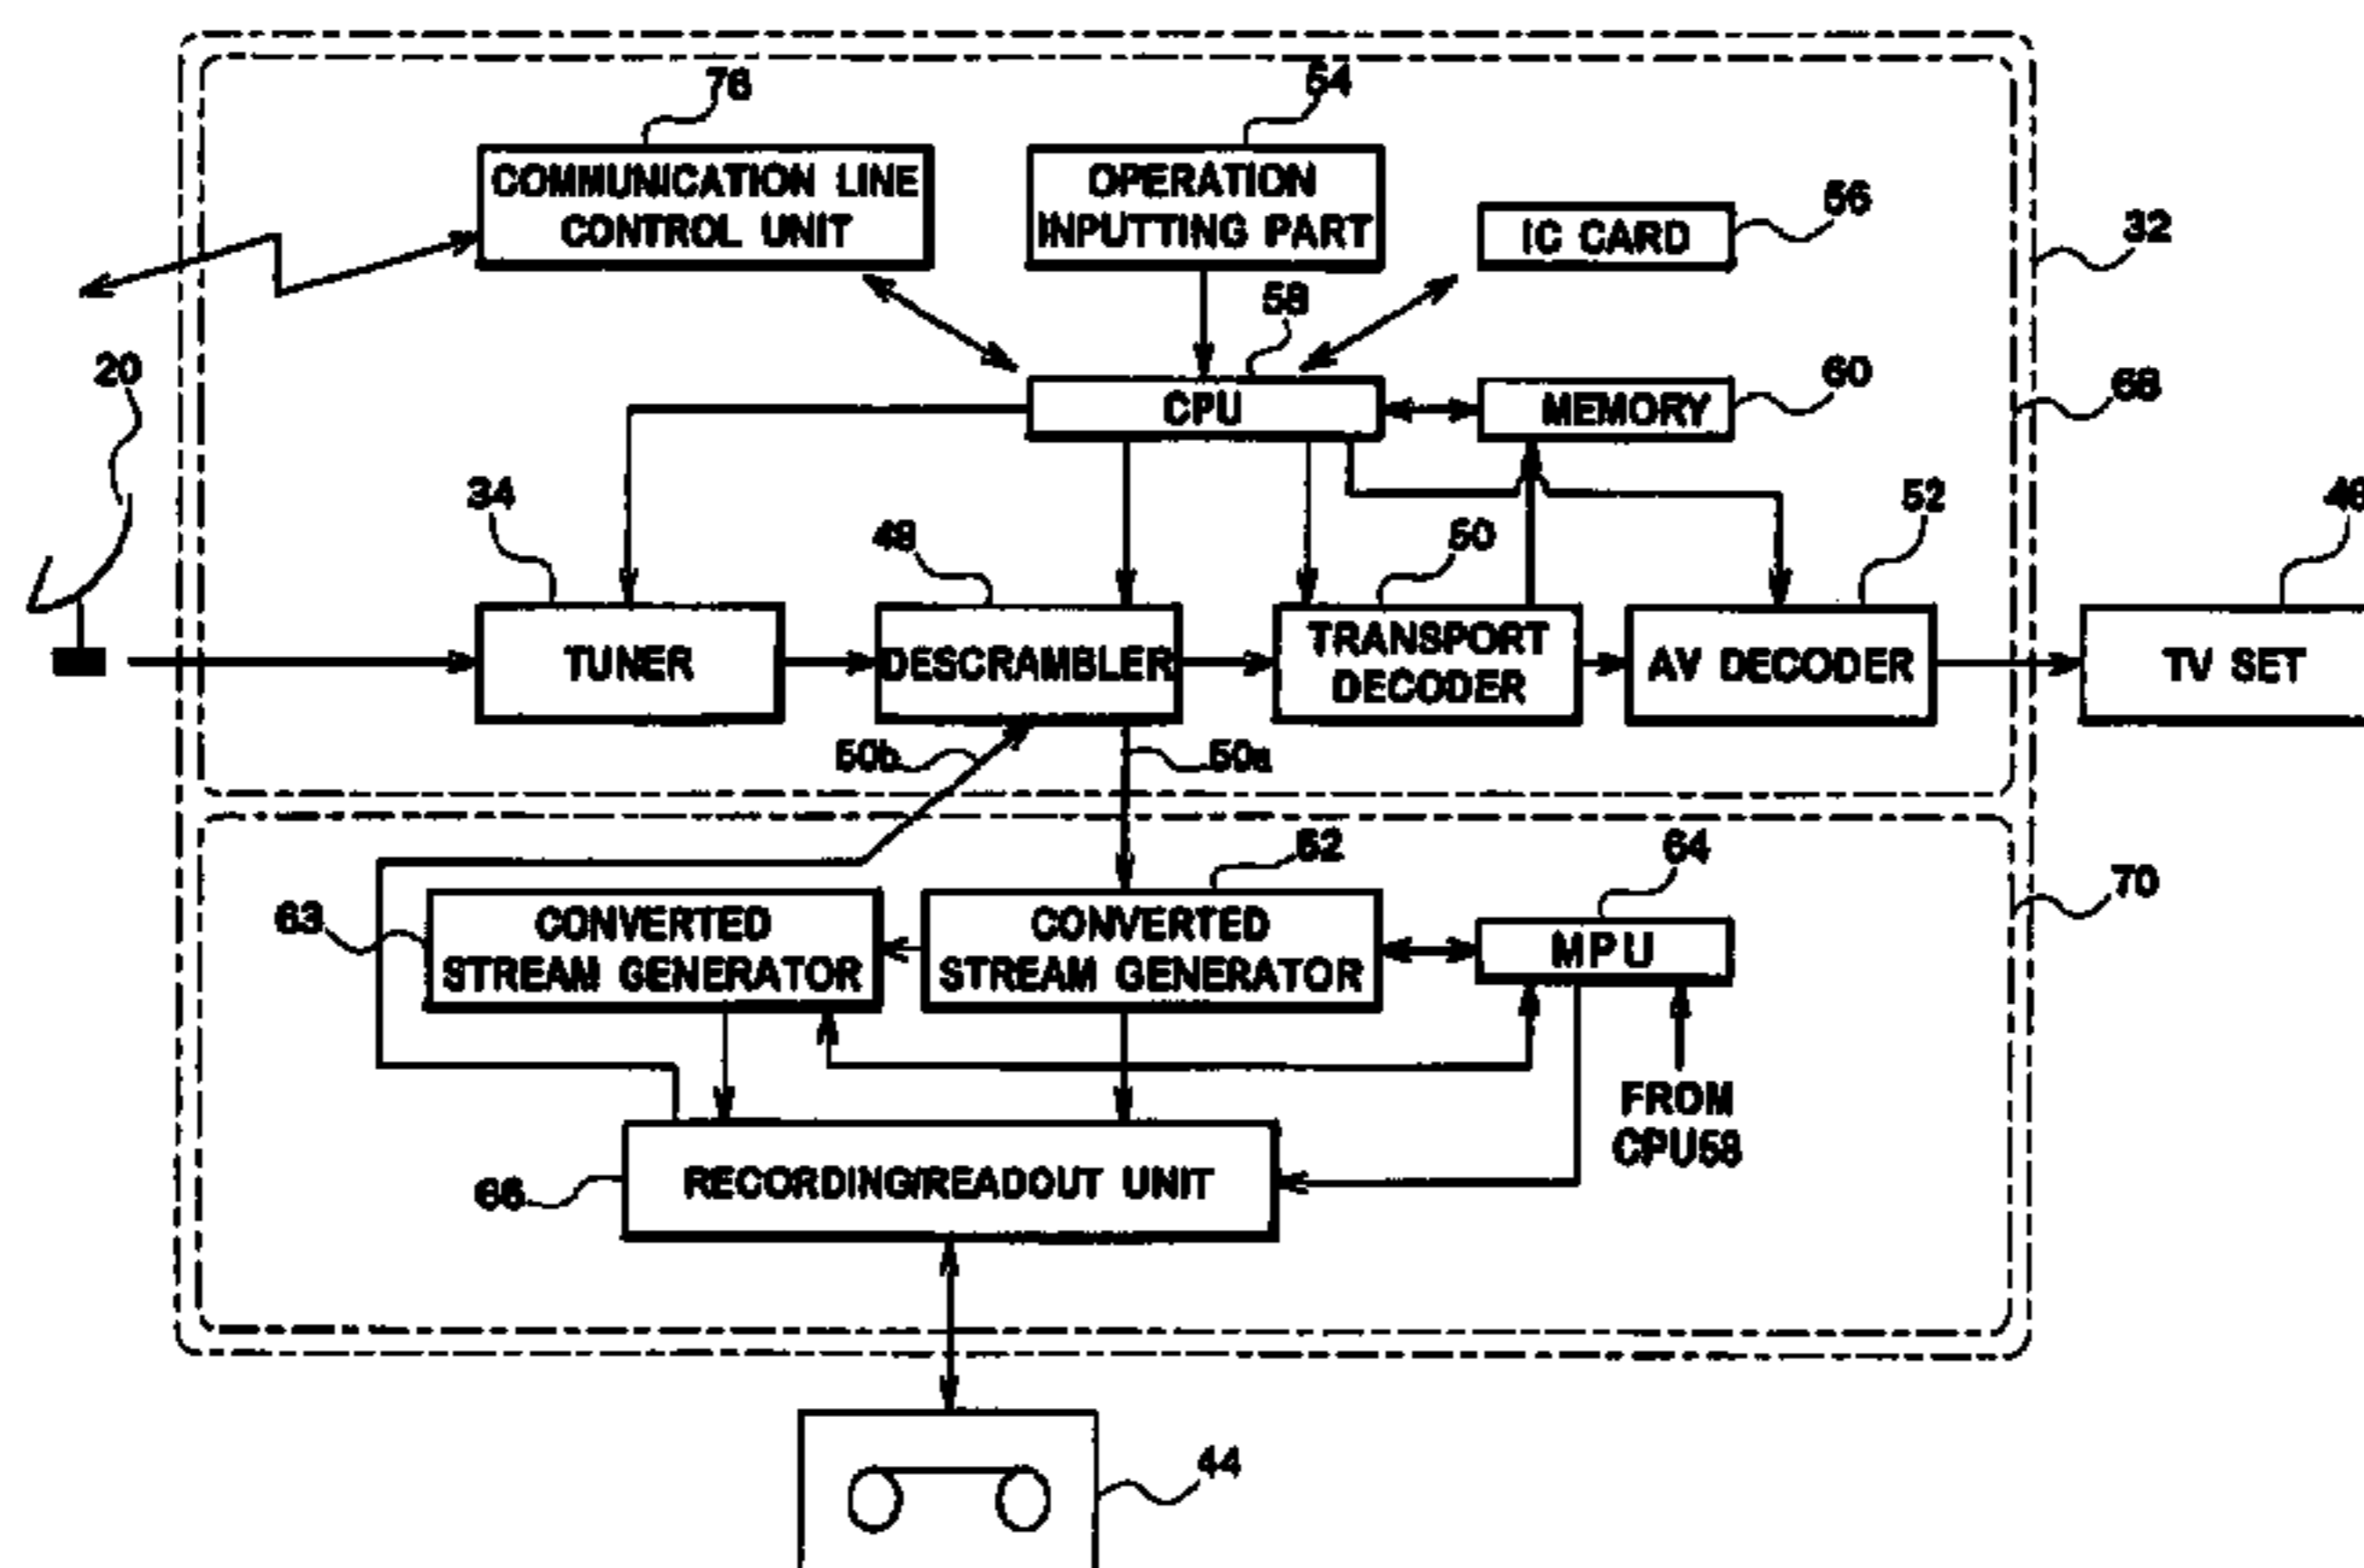 76
54
COMMUNICATION LINE
CONTROL UNIT
OPERATION
INPUTTING PART
56
IC CARD
32
58
20
CPU
MEMORY
60
68
34
48
50
52
TUNER
DESCRAMBLER
TRANSPORT
DECODER
AV DECODER
TV SET
50b
50a
64
70
63
CONVERTED
STREAM GENERATOR
CONVERTED
STREAM GENERATOR
MPU
FROM
CPU58
66
RECORDING/READOUT UNIT
44